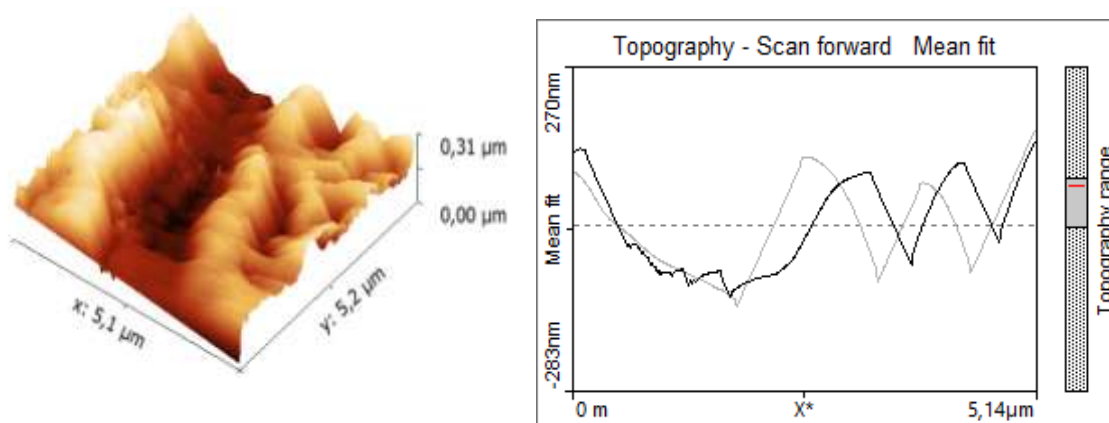 0,31 µm
0,00 µm
x: 5,1 µm
y: 5,2 µm
Topography - Scan forward Mean fit
270nm
Mean fit
-283nm
0 m
X*
5,14µm
Topography range